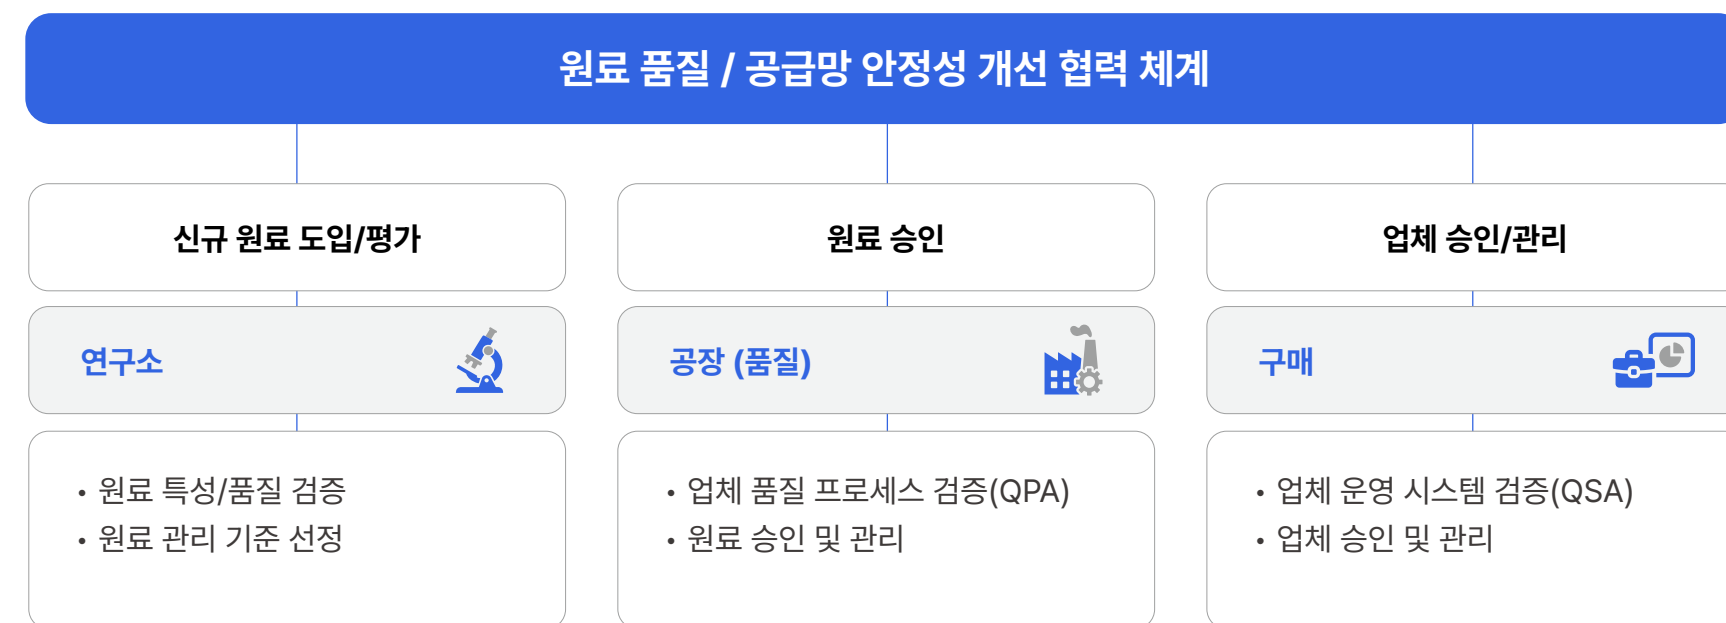 원료 품질 / 공급망 안정성 개선 협력 체계
신규 원료 도입/평가
연구소
• 원료 특성/품질 검증
• 원료 관리 기준 선정
원료 승인
공장 (품질)
• 업체 품질 프로세스 검증(QPA)
• 원료 승인 및 관리
업체 승인/관리
구매
• 업체 운영 시스템 검증(QSA)
• 업체 승인 및 관리